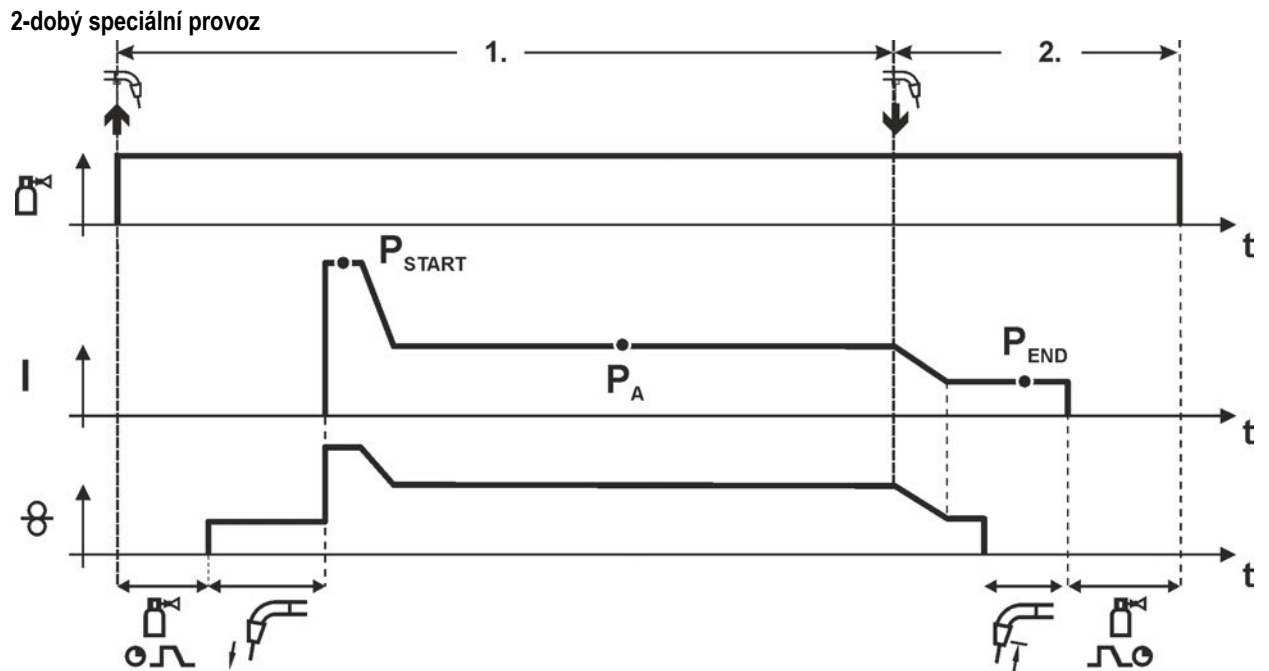 2-dobý speciální provoz
1. 2.
t
P START
P END
I
P A
t
t